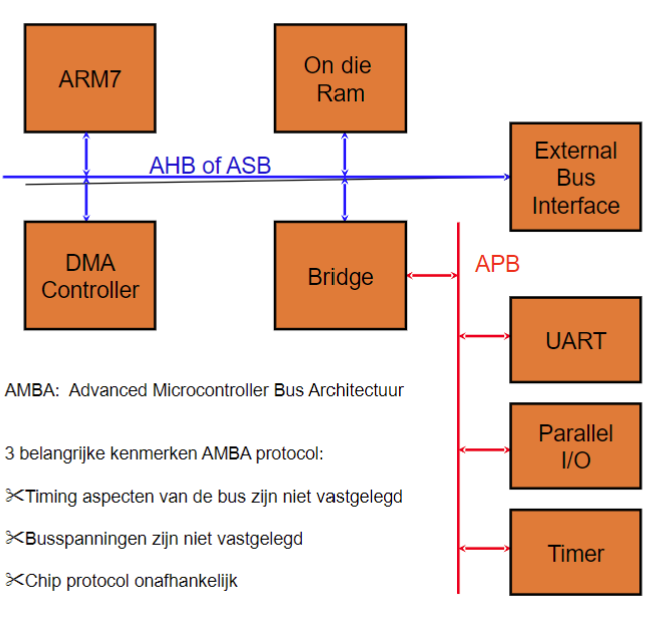 ARM7
On die
Ram
AHB of ASB
External
Bus
Interface
DMA
Controller
Bridge
APB
UART
AMBA: Advanced Microcontroller Bus Architectuur
Parallel
I/O
3 belangrijke kenmerken AMBA protocol:
Timing aspecten van de bus zijn niet vastgelegd
Busspanningen zijn niet vastgelegd
Timer
Chip protocol onafhankelijk